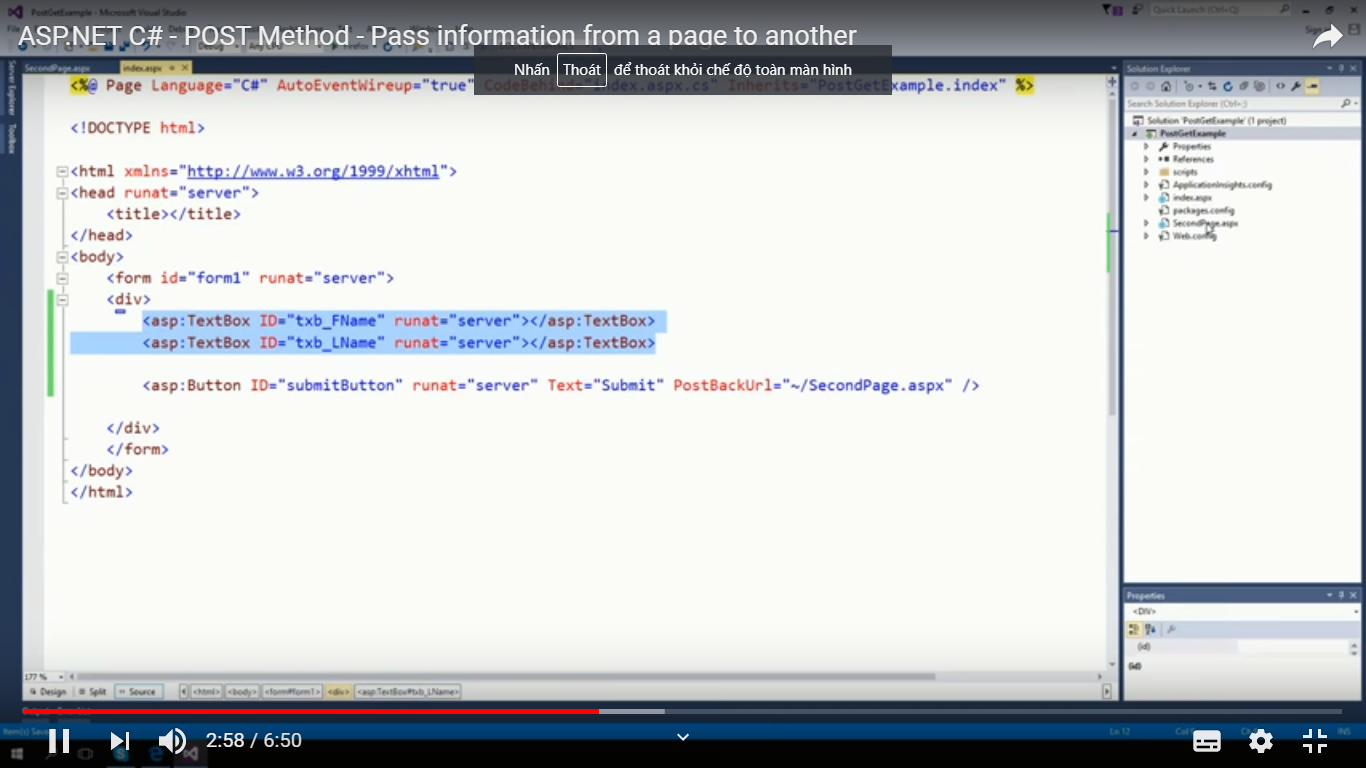 PostGetExample - Microsoft Visual Studio
Quick Launch (Ctrl+Q)
ASP.NET C# - POST Method - Pass information from a page to another
Nhấn Thoát để thoát khỏi chế độ toàn màn hình
Server Explorer
Toolbox
SecondPage.aspx
index.aspx
<%@ Page Language="C#" AutoEventWireup="true" CodeBehind="index.aspx.cs" Inherits="PostGetExample.index" %>
<!DOCTYPE html>
<html xmlns="http://www.w3.org/1999/xhtml">
<head runat="server">
<title></title>
</head>
<body>
<form id="form1" runat="server">
<div>
<asp:TextBox ID="txb_FName" runat="server"></asp:TextBox>
<asp:TextBox ID="txb_LName" runat="server"></asp:TextBox>
<asp:Button ID="submitButton" runat="server" Text="Submit" PostBackUrl="~/SecondPage.aspx" />
</div>
</form>
</body>
</html>
Solution Explorer
Search Solution Explorer (Ctrl+;)
Solution 'PostGetExample' (1 project)
PostGetExample
Properties
References
scripts
ApplicationInsights.config
index.aspx
packages.config
SecondPage.aspx
Web.config
Properties
<DIV>
(id)
(id)
177 %
Design Split Source <html> <body> <form#form1> <div> <asp:TextBox#txb_LName>
Ln 12
INS
2:58 / 6:50